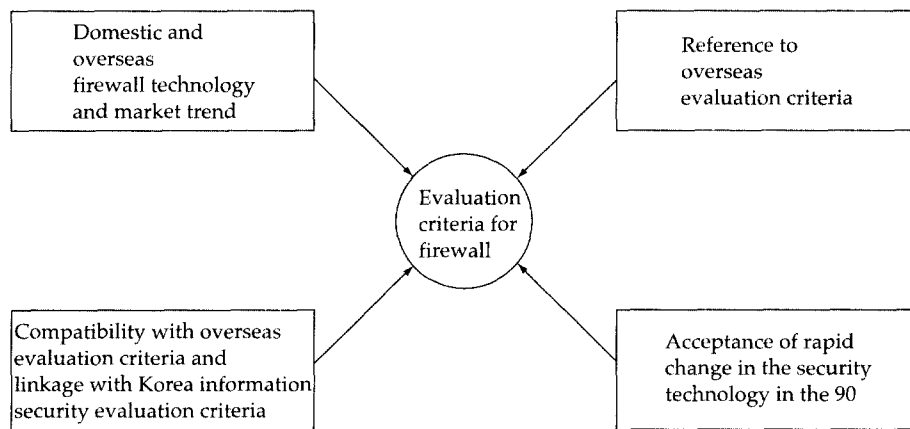 Domestic and
overseas
firewall technology
and market trend
Reference to
overseas
evaluation criteria
Evaluation
criteria for
firewall
Compatibility with overseas
evaluation criteria and
linkage with Korea information
security evaluation criteria
Acceptance of rapid
change in the security
technology in the 90